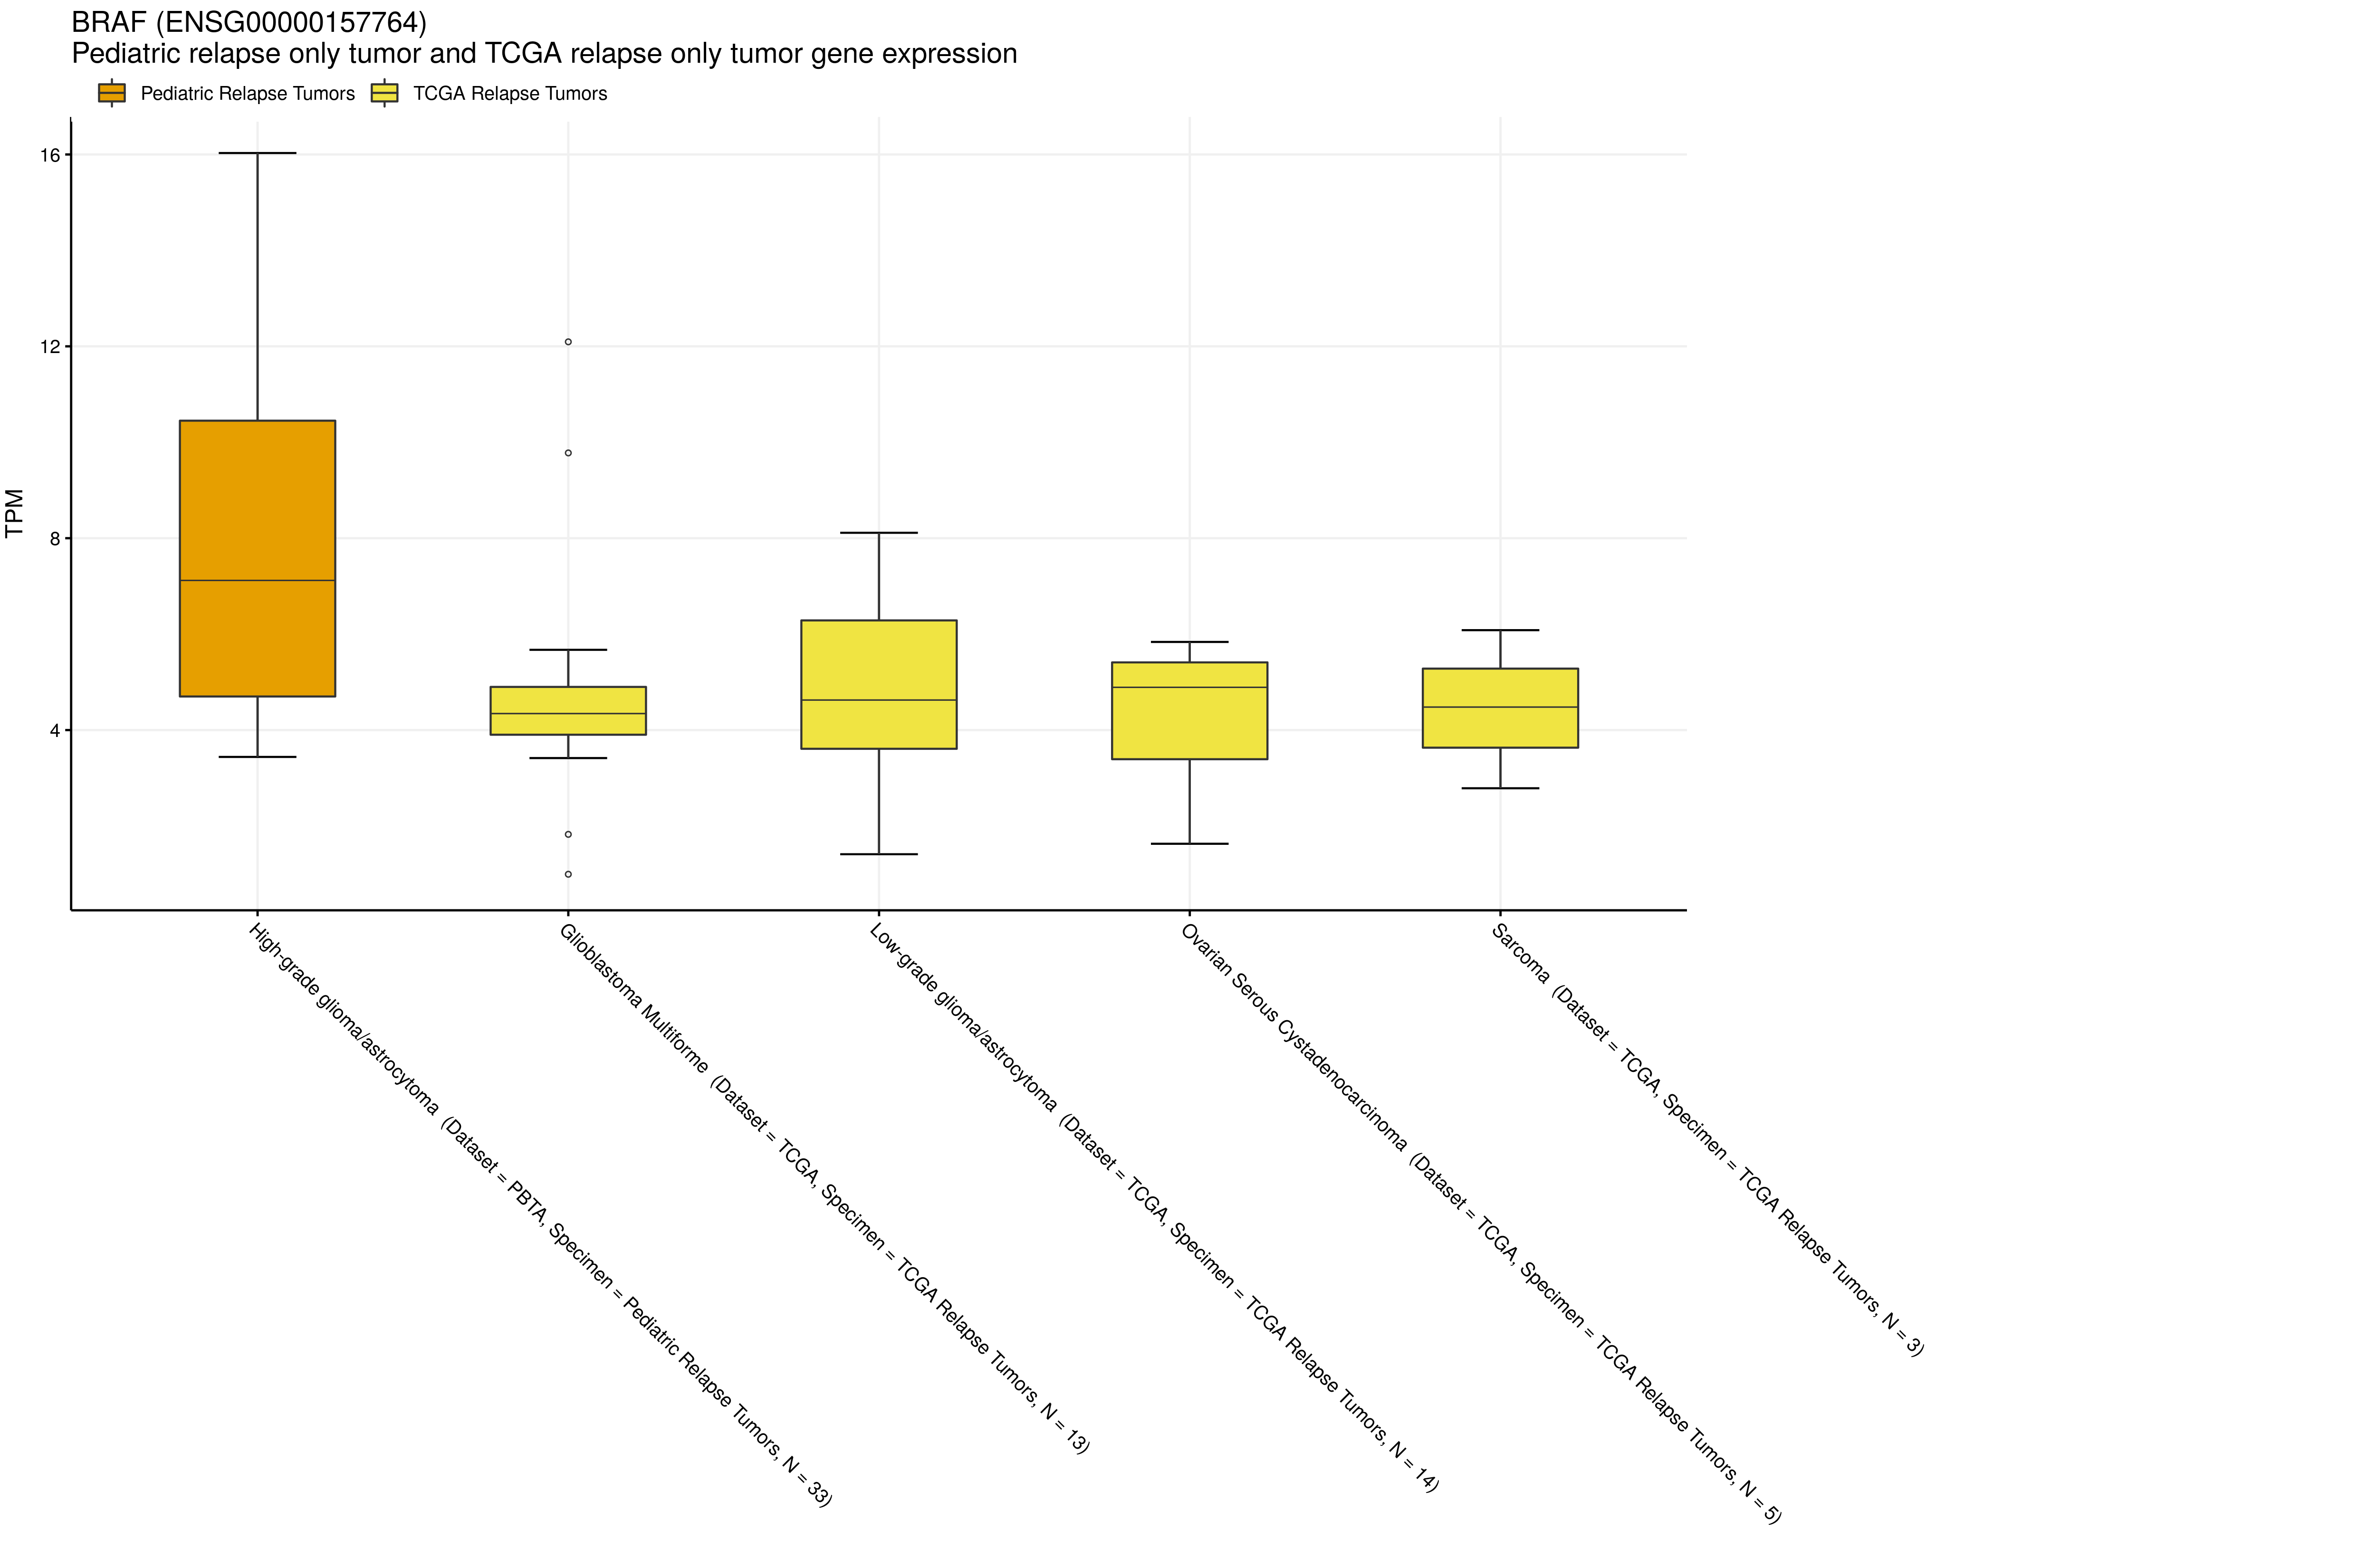 BRAF (ENSG00000157764)
Pediatric relapse only tumor and TCGA relapse only tumor gene expression
Pediatric Relapse Tumors
TCGA Relapse Tumors
16
12
8
4
TPM
High-grade glioma/astrocytoma (Dataset = PBTA, Specimen = Pediatric Relapse Tumors, N = 33)
Glioblastoma Multiforme (Dataset = TCGA, Specimen = TCGA Relapse Tumors, N = 13)
Low-grade glioma/astrocytoma (Dataset = TCGA, Specimen = TCGA Relapse Tumors, N = 14)
Ovarian Serous Cystadenocarcinoma (Dataset = TCGA, Specimen = TCGA Relapse Tumors, N = 5)
Sarcoma (Dataset = TCGA, Specimen = TCGA Relapse Tumors, N = 3)